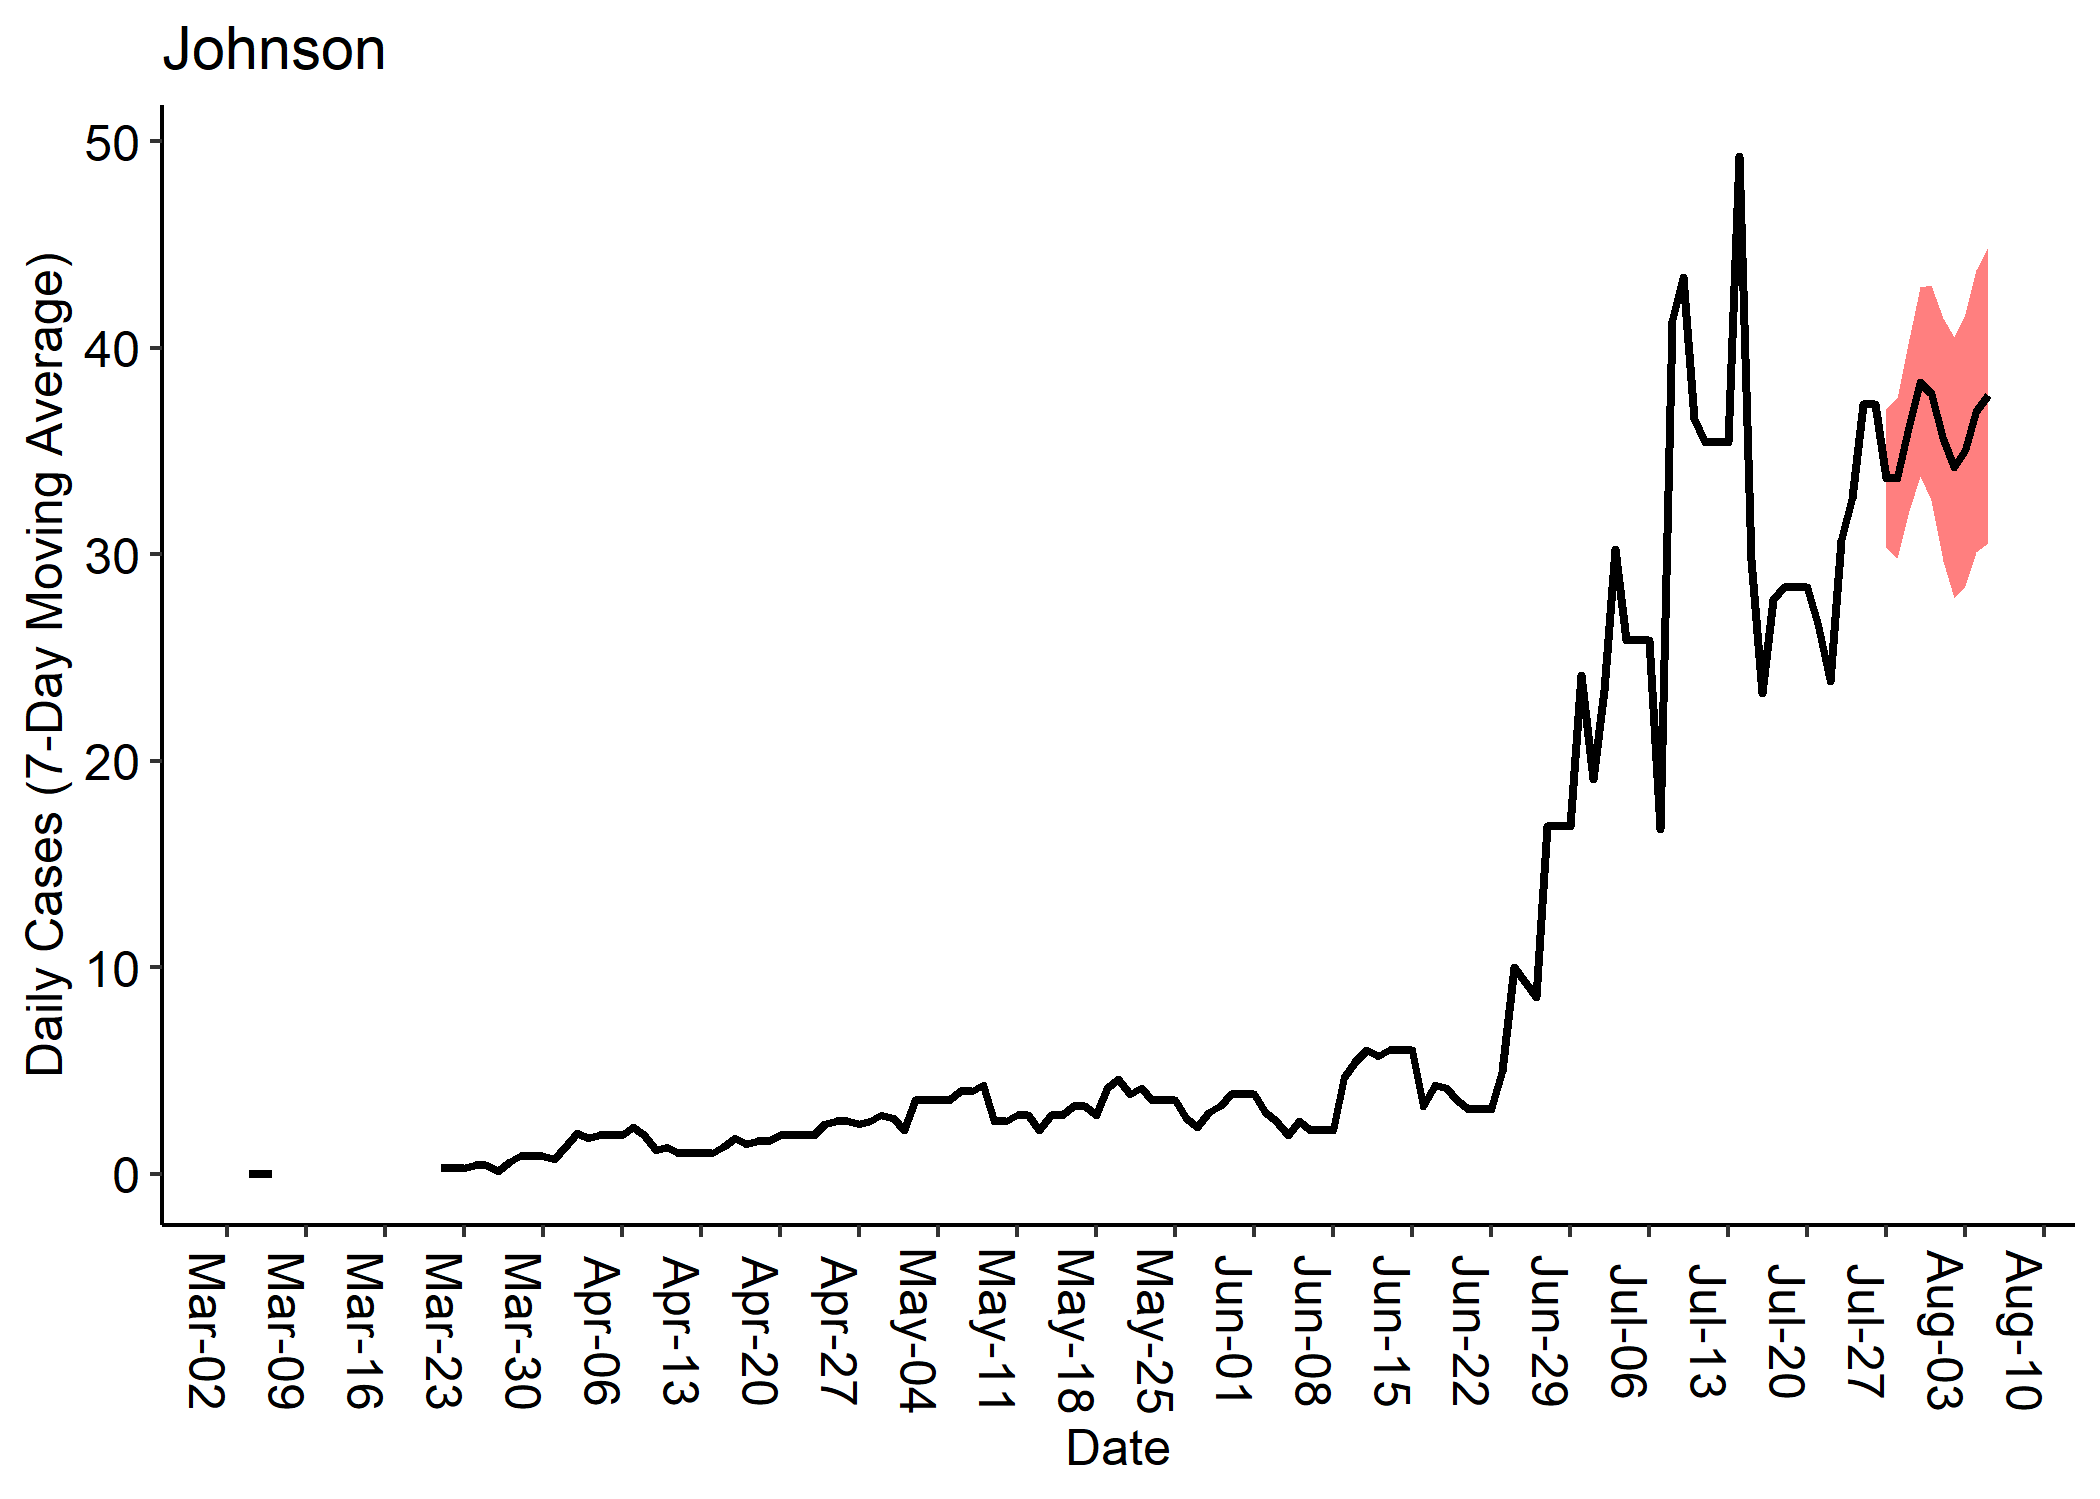 Johnson
Daily Cases (7-Day Moving Average)
50
40
30
20
10
0
Mar-02
Mar-09
Mar-16
Mar-23
Mar-30
Apr-06
Apr-13
Apr-20
Apr-27
May-04
May-11
May-18
May-25
Jun-01
Jun-08
Jun-15
Jun-22
Jun-29
Jul-06
Jul-13
Jul-20
Jul-27
Aug-03
Aug-10
Date